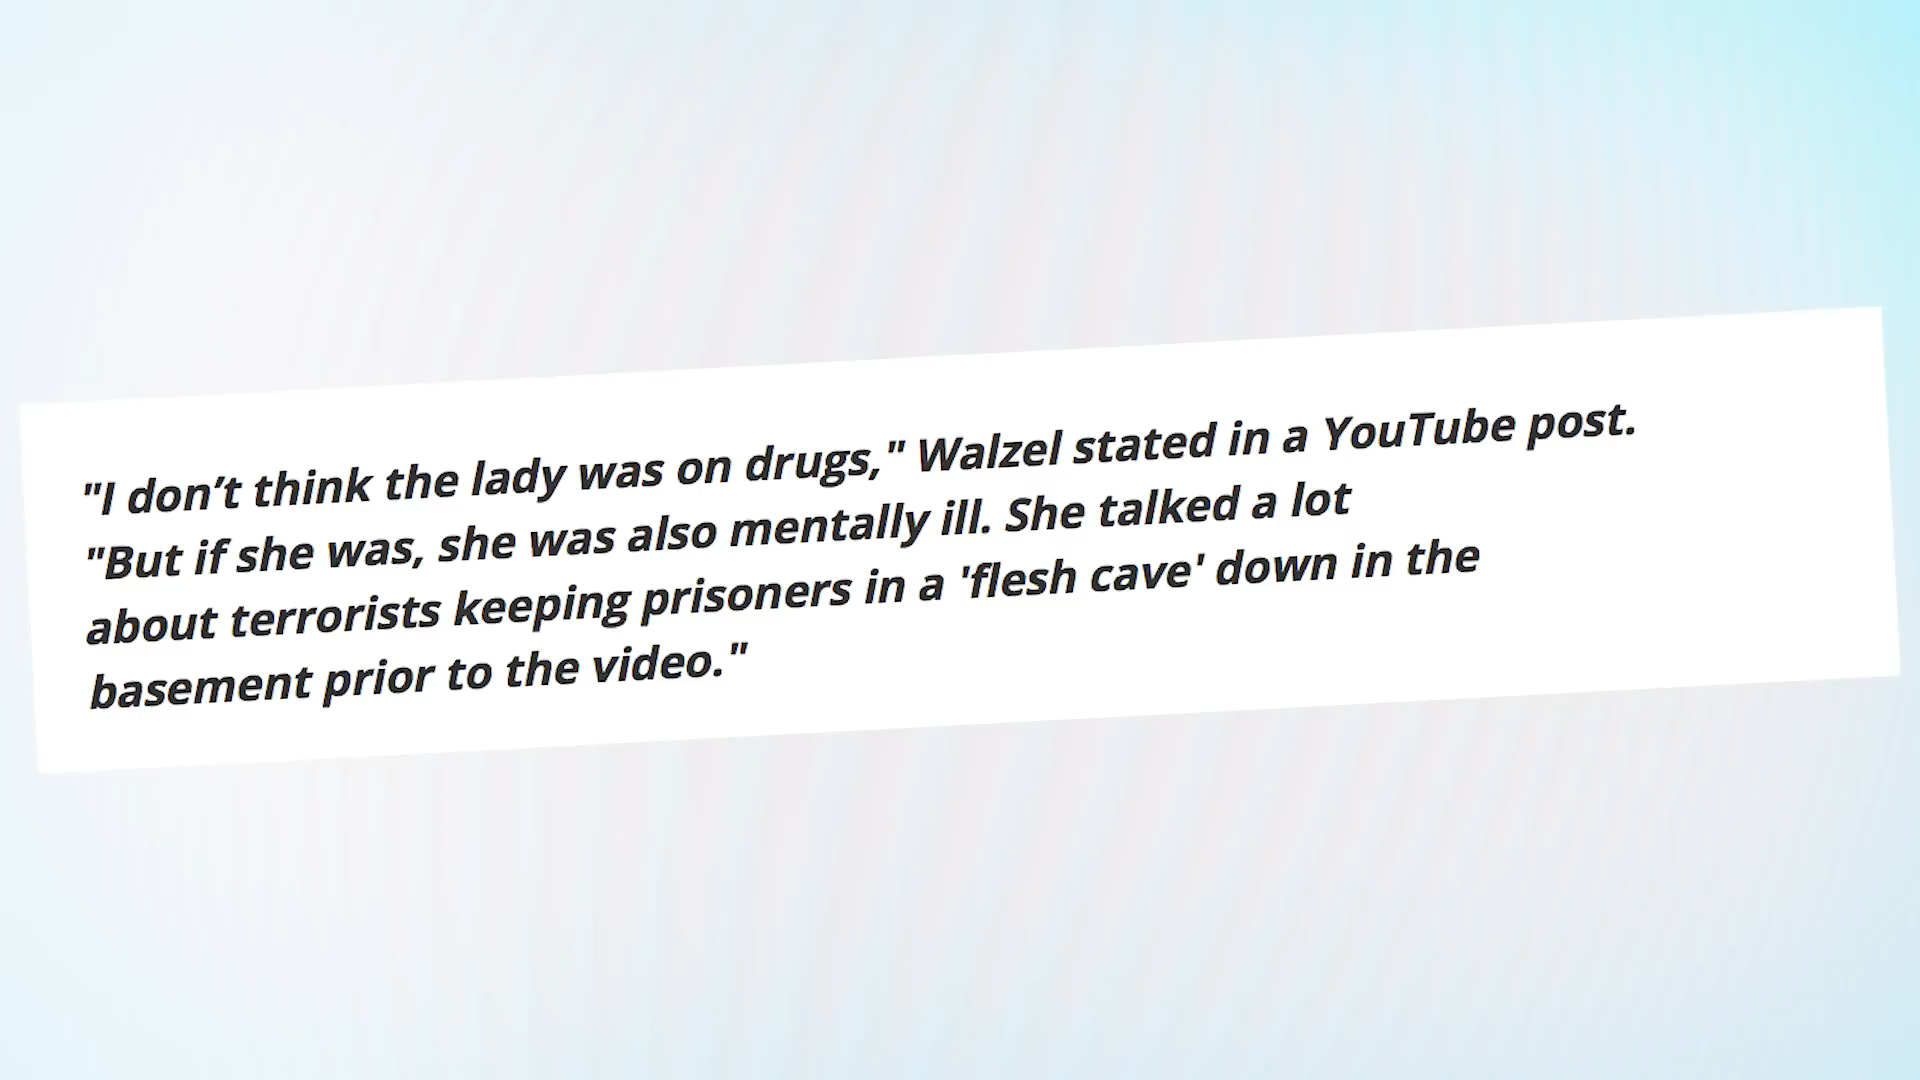 "I don’t think the lady was on drugs," Walzel stated in a YouTube post.
"But if she was, she was also mentally ill. She talked a lot
about terrorists keeping prisoners in a 'flesh cave' down in the
basement prior to the video."